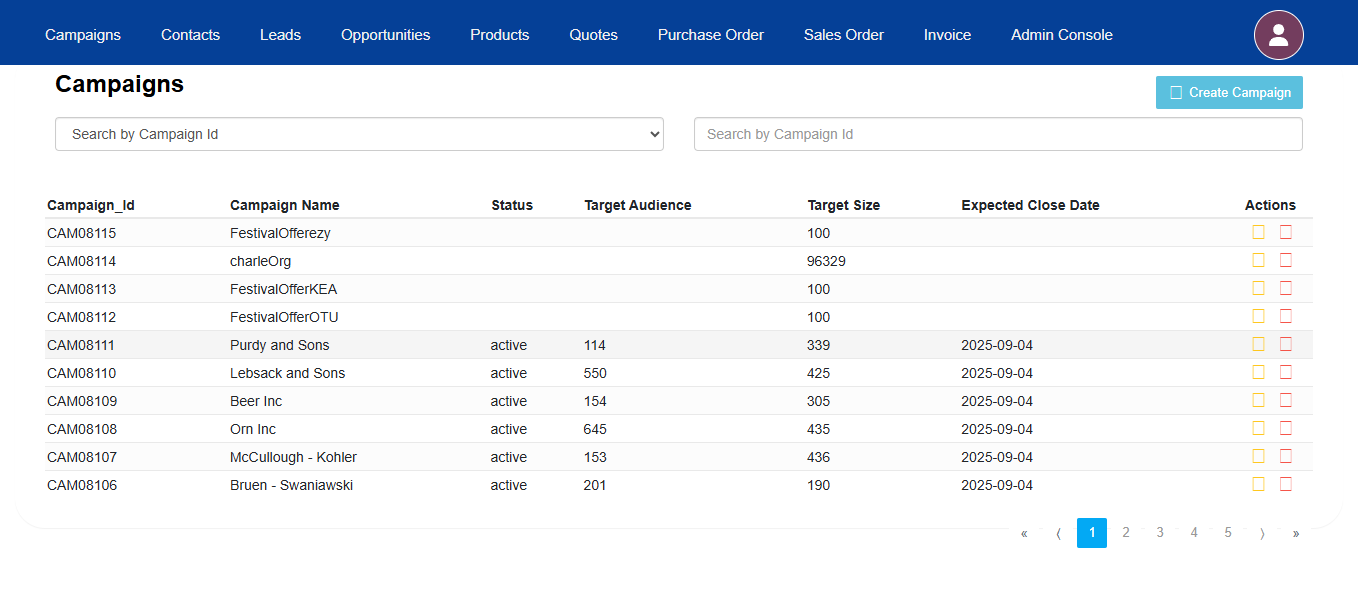 Campaigns Contacts Leads Opportunities Products Quotes Purchase Order Sales Order Invoice Admin Console
Campaigns
Create Campaign
Search by Campaign Id Search by Campaign Id
Campaign_Id Campaign Name Status Target Audience Target Size Expected Close Date Actions
CAM08115 FestivalOfferezy 100
CAM08114 charleOrg 96329
CAM08113 FestivalOfferKEA 100
CAM08112 FestivalOfferOTU 100
CAM08111 Purdy and Sons active 114 339 2025-09-04
CAM08110 Lebsack and Sons active 550 425 2025-09-04
CAM08109 Beer Inc active 154 305 2025-09-04
CAM08108 Orn Inc active 645 435 2025-09-04
CAM08107 McCullough - Kohler active 153 436 2025-09-04
CAM08106 Bruen - Swaniawski active 201 190 2025-09-04
« ⟨ 1 2 3 4 5 ⟩ »